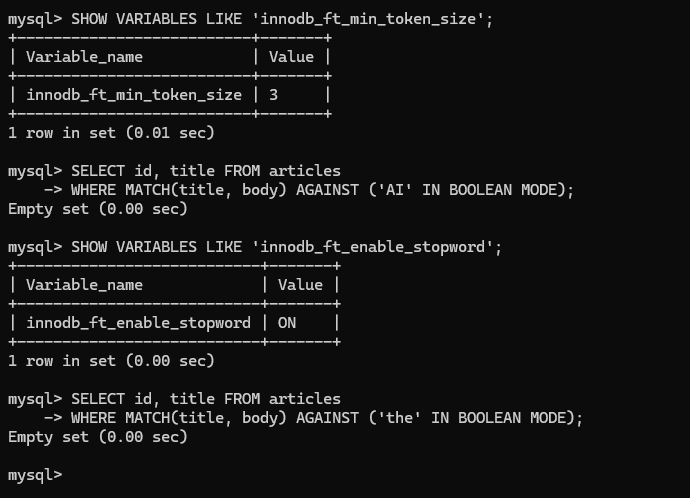 mysql> SHOW VARIABLES LIKE 'innodb_ft_min_token_size';
+--------------------------+-------+
| Variable_name            | Value |
+--------------------------+-------+
| innodb_ft_min_token_size | 3     |
+--------------------------+-------+
1 row in set (0.01 sec)

mysql> SELECT id, title FROM articles
    -> WHERE MATCH(title, body) AGAINST ('AI' IN BOOLEAN MODE);
Empty set (0.00 sec)

mysql> SHOW VARIABLES LIKE 'innodb_ft_enable_stopword';
+---------------------------+-------+
| Variable_name             | Value |
+---------------------------+-------+
| innodb_ft_enable_stopword | ON    |
+---------------------------+-------+
1 row in set (0.00 sec)

mysql> SELECT id, title FROM articles
    -> WHERE MATCH(title, body) AGAINST ('the' IN BOOLEAN MODE);
Empty set (0.00 sec)

mysql>